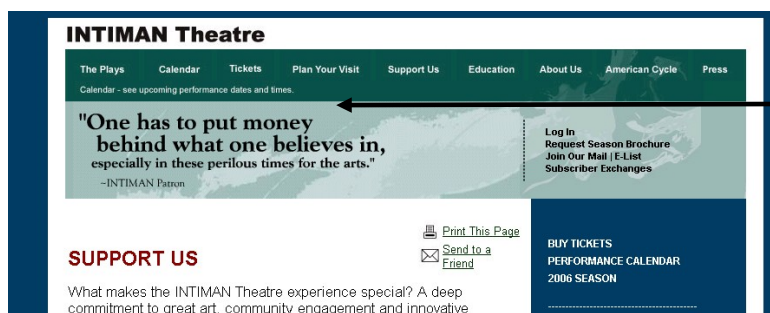 INTIMAN Theatre
The Plays Calendar Tickets Plan Your Visit Support Us Education About Us American Cycle Press
Calendar - see upcoming performance dates and times.
"One has to put money
behind what one believes in,
especially in these perilous times for the arts."
~INTIMAN Patron
Log In
Request Season Brochure
Join Our Mail | E-List
Subscriber Exchanges
Print This Page
Send to a
Friend
SUPPORT US
What makes the INTIMAN Theatre experience special? A deep
commitment to great art, community engagement and innovative
BUY TICKETS
PERFORMANCE CALENDAR
2006 SEASON